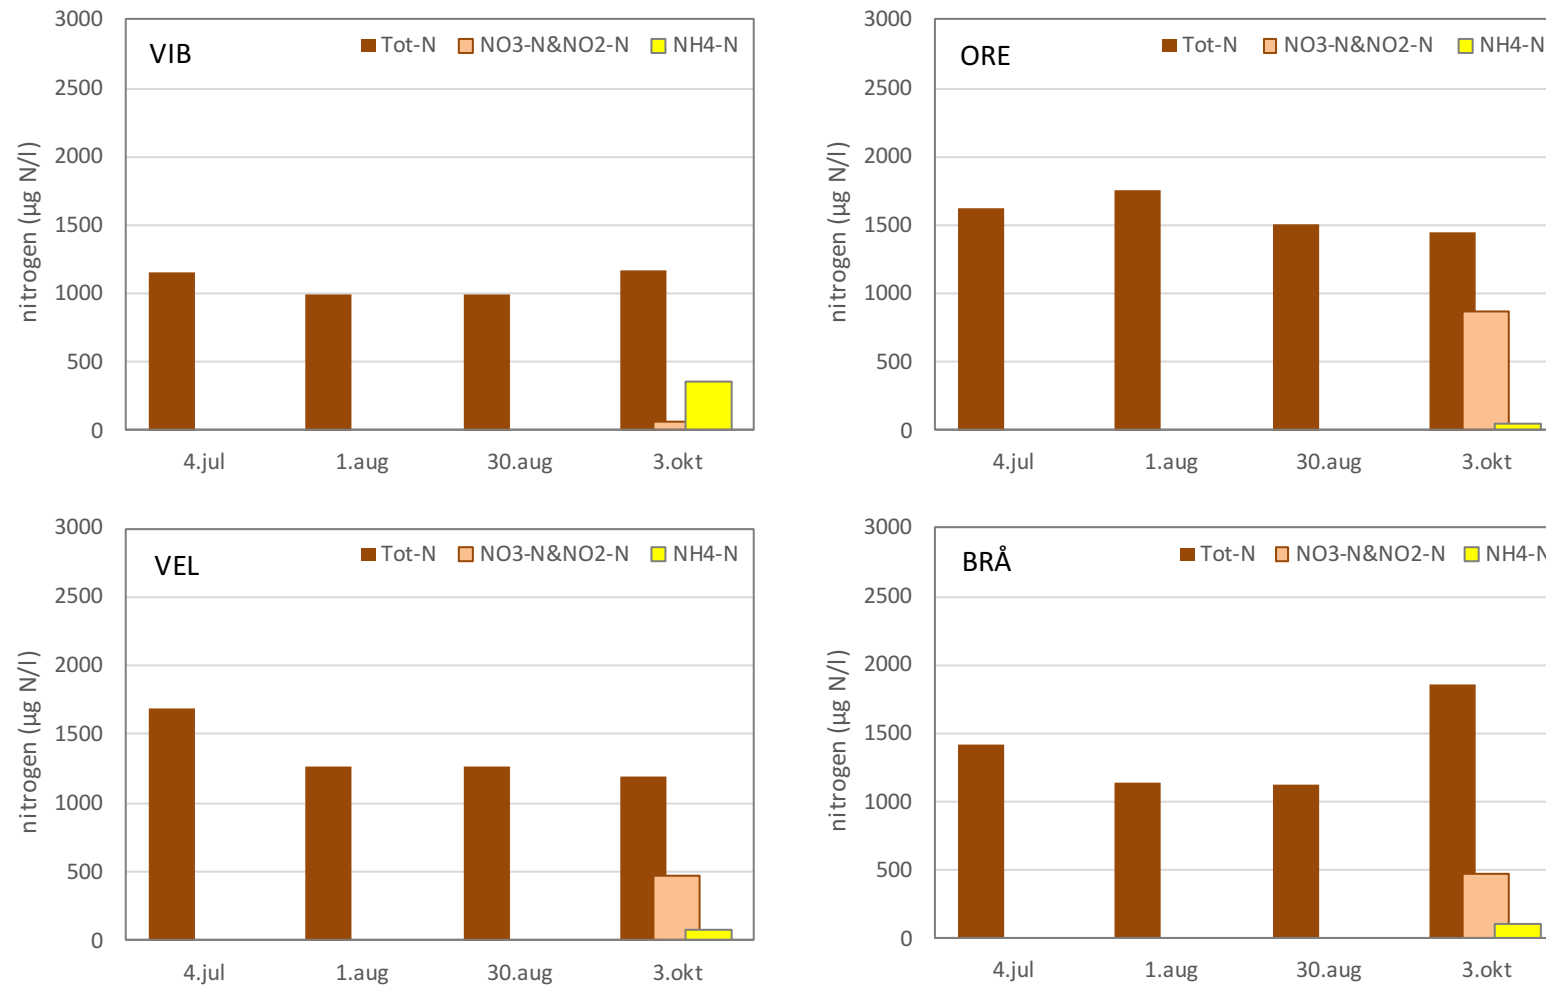 3000
VIB
Tot-N NO3-N&NO2-N NH4-N
2500
2000
1500
1000
500
0
nitrogen (µg N/l)
4.jul 1.aug 30.aug 3.okt
3000
ORE
Tot-N NO3-N&NO2-N NH4-N
2500
2000
1500
1000
500
0
nitrogen (µg N/l)
4.jul 1.aug 30.aug 3.okt
3000
VEL
Tot-N NO3-N&NO2-N NH4-N
2500
2000
1500
1000
500
0
nitrogen (µg N/l)
4.jul 1.aug 30.aug 3.okt
3000
BRÅ
Tot-N NO3-N&NO2-N NH4-N
2500
2000
1500
1000
500
0
nitrogen (µg N/l)
4.jul 1.aug 30.aug 3.okt